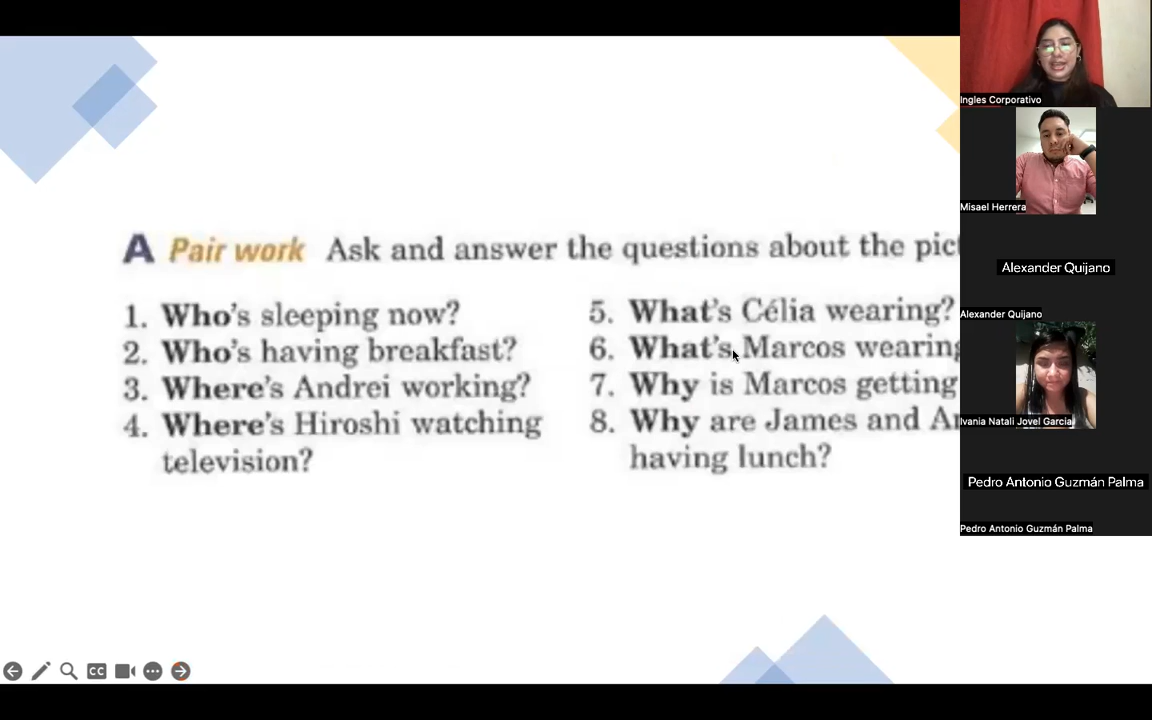 A Pair work Ask and answer the questions about the pic
1. Who's sleeping now?
2. Who's having breakfast?
3. Where's Andrei working?
4. Where's Hiroshi watching
television?
5. What's Célia wearing?
6. What's Marcos wearing
7. Why is Marcos getting
8. Why are James and An
having lunch?
CC
Ingles Corporativo
Misael Herrera
Alexander Quijano
Alexander Quijano
Ivania Natali Jovel Garcia
Pedro Antonio Guzmán Palma
Pedro Antonio Guzmán Palma